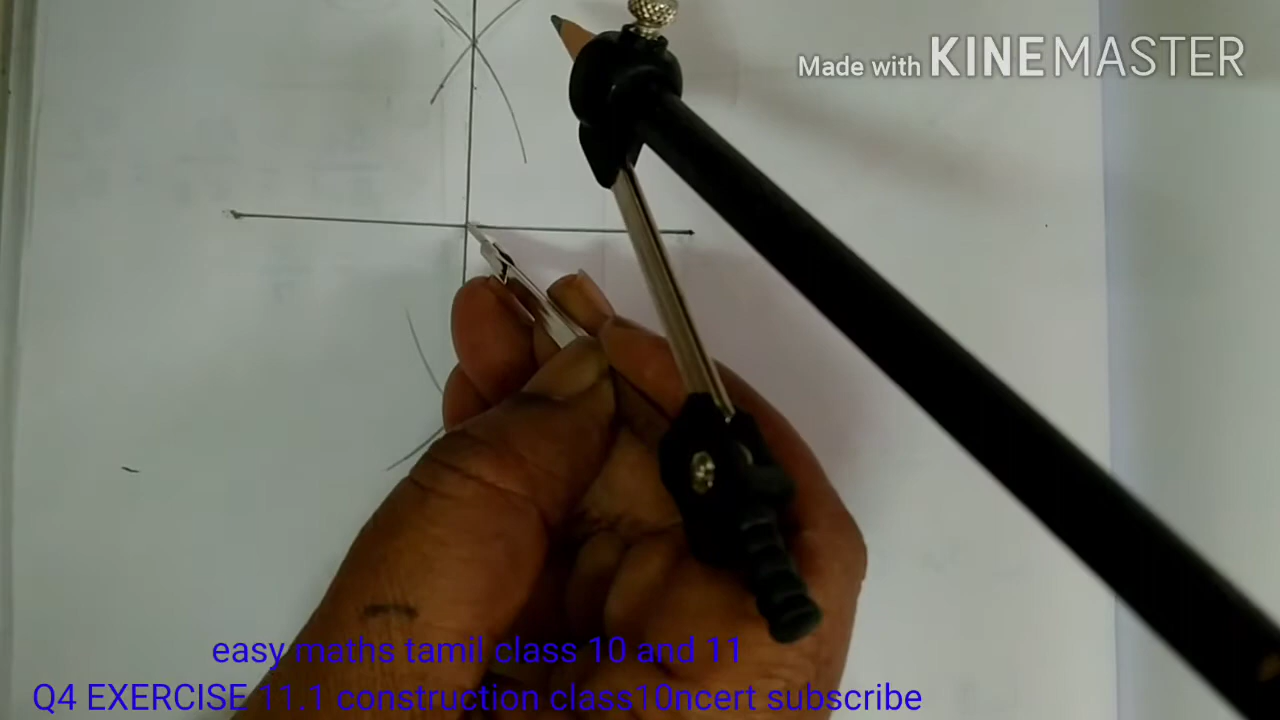 Made with KINEMASTER
easy maths tamil class 10 and 11
Q4 EXERCISE 11.1 construction class10ncert subscribe